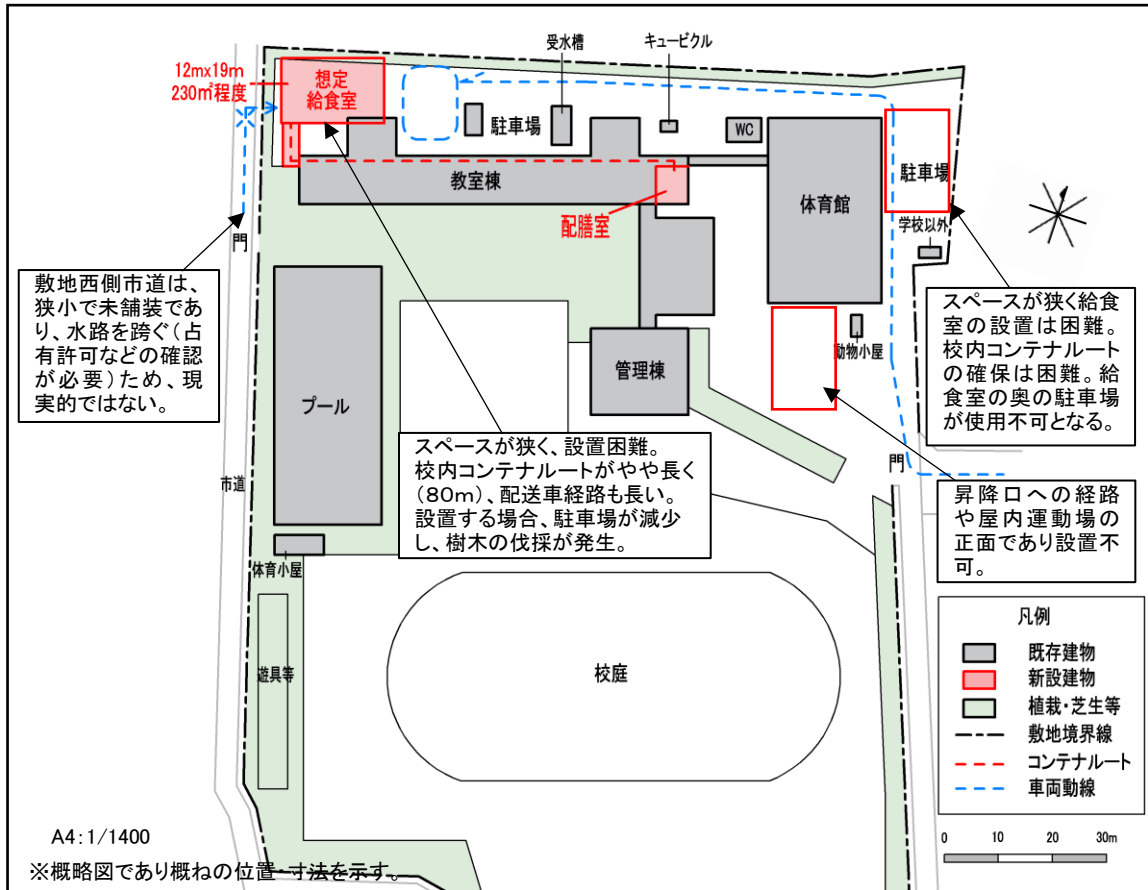 受水槽
キュービクル
12mx19m
230㎡程度
想定
給食室
駐車場
WC
教室棟
体育館
駐車場
配膳室
学校以外
門
敷地西側市道は、
狭小で未舗装であ
り、水路を跨ぐ(占
有許可などの確認
が必要)ため、現
実的ではない。
スペースが狭く給食
室の設置は困難。
校内コンテナルート
の確保は困難。給
食室の奥の駐車場
が使用不可となる。
動物小屋
管理棟
プール
スペースが狭く、設置困難。
校内コンテナルートがやや長く
(80m)、配送車経路も長い。
設置する場合、駐車場が減少
し、樹木の伐採が発生。
門
市道
昇降口への経路
や屋内運動場の
正面であり設置不
可。
体育小屋
遊具等
校庭
凡例
既存建物
新設建物
植栽・芝生等
敷地境界線
コンテナルート
車両動線
0 10 20 30m
A4:1/1400
※概略図であり概ねの位置・寸法を示す。